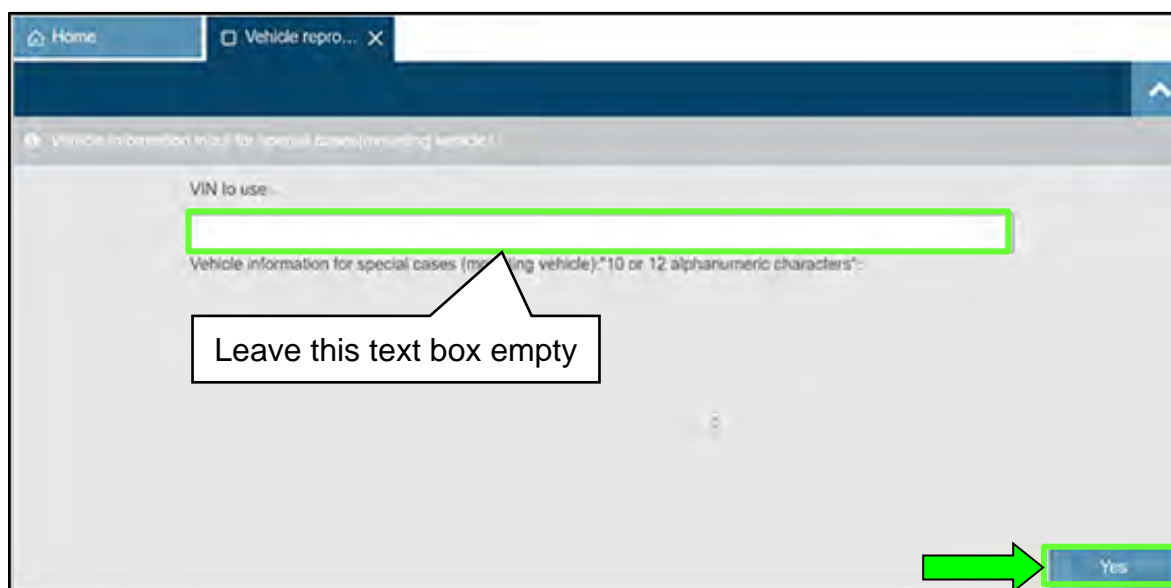 Home
Vehicle repro...
Vehicle information input for special cases(mounting vehicle)
VIN to use
Vehicle information for special cases (mo ing vehicle):"10 or 12 alphanumeric characters":
Leave this text box empty
Yes